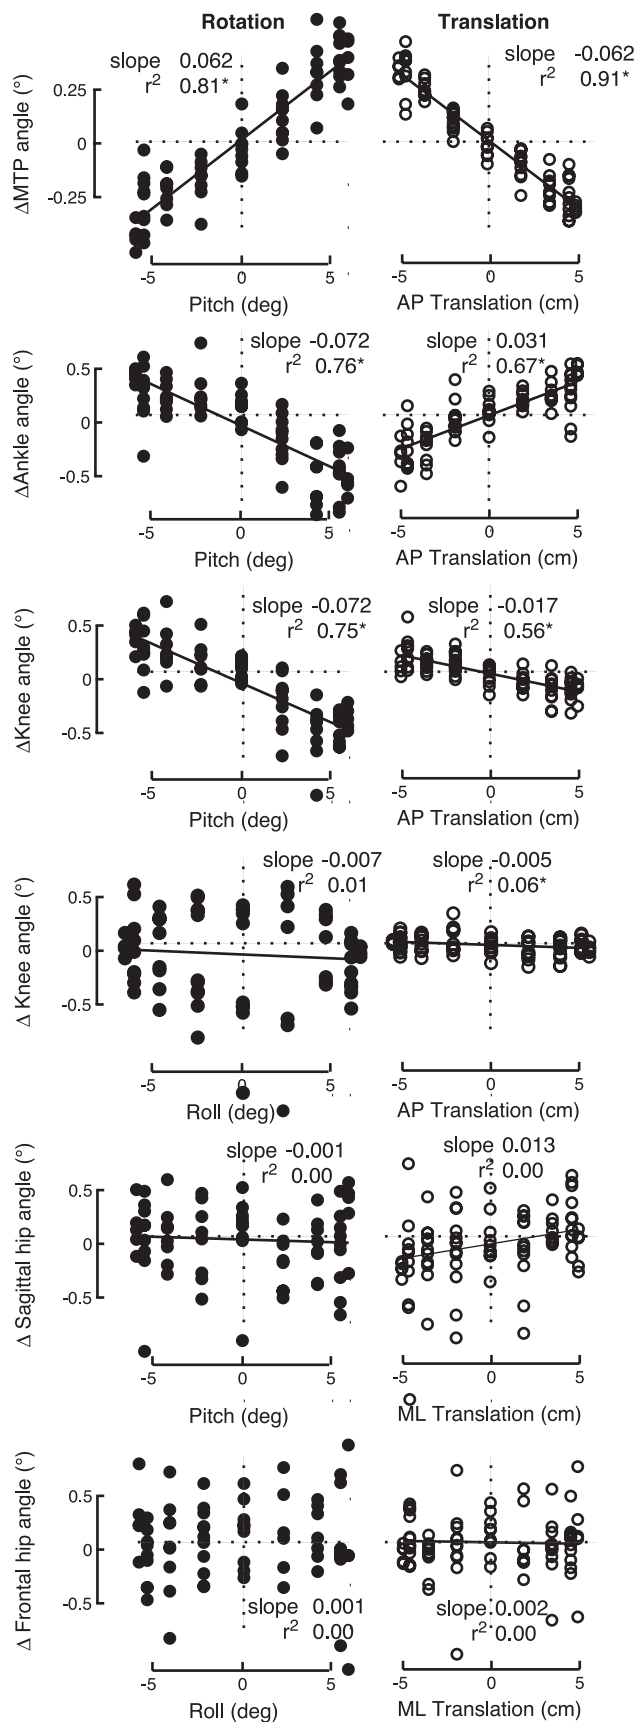 Rotation Translation
slope 0.062 slope -0.062
r² 0.81* r² 0.91*
0.25
0
-0.25
ΔMTP angle (°)
-5 0 5 -5 0 5
Pitch (deg) AP Translation (cm)
slope -0.072 slope 0.031
r² 0.76* r² 0.67*
0.5
0
-0.5
ΔAnkle angle (°)
-5 0 5 -5 0 5
Pitch (deg) AP Translation (cm)
slope -0.072 slope -0.017
r² 0.75* r² 0.56*
0.5
0
-0.5
ΔKnee angle (°)
-5 0 5 -5 0 5
Pitch (deg) AP Translation (cm)
slope -0.007 slope -0.005
r² 0.01 r² 0.06*
0.5
0
-0.5
Δ Knee angle (°)
-5 0 5 -5 0 5
Roll (deg) AP Translation (cm)
slope -0.001 slope 0.013
r² 0.00 r² 0.00
0.5
0
-0.5
Δ Sagittal hip angle (°)
-5 0 5 -5 0 5
Pitch (deg) ML Translation (cm)
0.5
0
-0.5
Δ Frontal hip angle (°)
slope 0.001 slope 0.002
r² 0.00 r² 0.00
-5 0 5 -5 0 5
Roll (deg) ML Translation (cm)